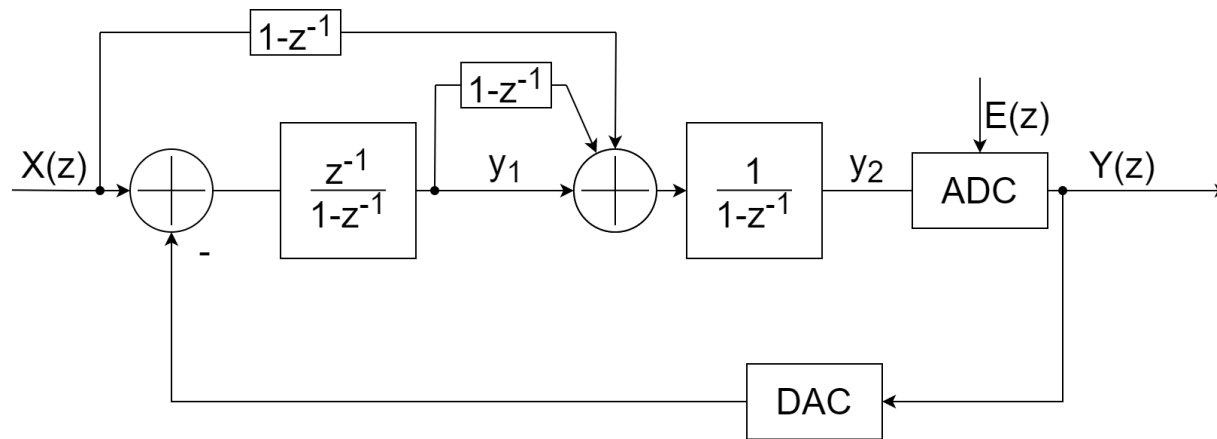 1-z⁻¹
1-z⁻¹
X(z)
z⁻¹
1-z⁻¹
y₁
1
1-z⁻¹
y₂
E(z)
ADC
Y(z)
-
DAC